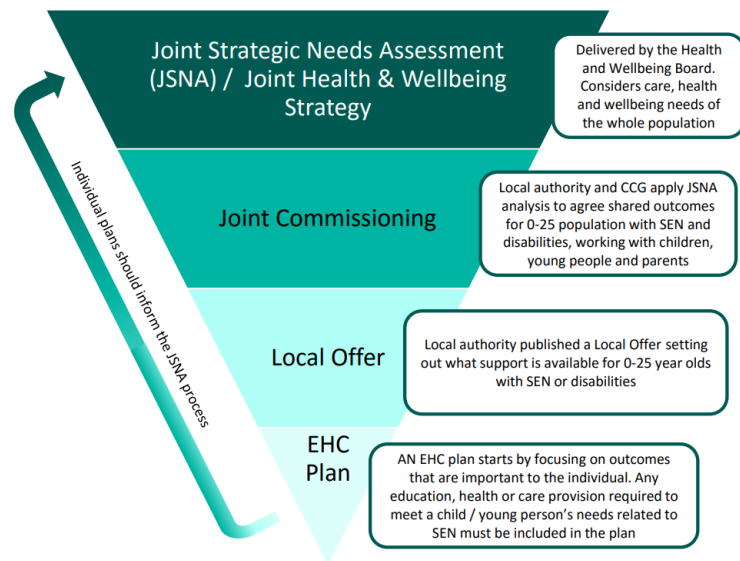 Joint Strategic Needs Assessment
(JSNA) / Joint Health & Wellbeing
Strategy
Delivered by the Health
and Wellbeing Board.
Considers care, health
and wellbeing needs of
the whole population
Individual plans should inform the JSNA process
Joint Commissioning
Local authority and CCG apply JSNA
analysis to agree shared outcomes
for 0-25 population with SEN and
disabilities, working with children,
young people and parents
Local Offer
Local authority published a Local Offer setting
out what support is available for 0-25 year olds
with SEN or disabilities
EHC
Plan
AN EHC plan starts by focusing on outcomes
that are important to the individual. Any
education, health or care provision required to
meet a child / young person’s needs related to
SEN must be included in the plan